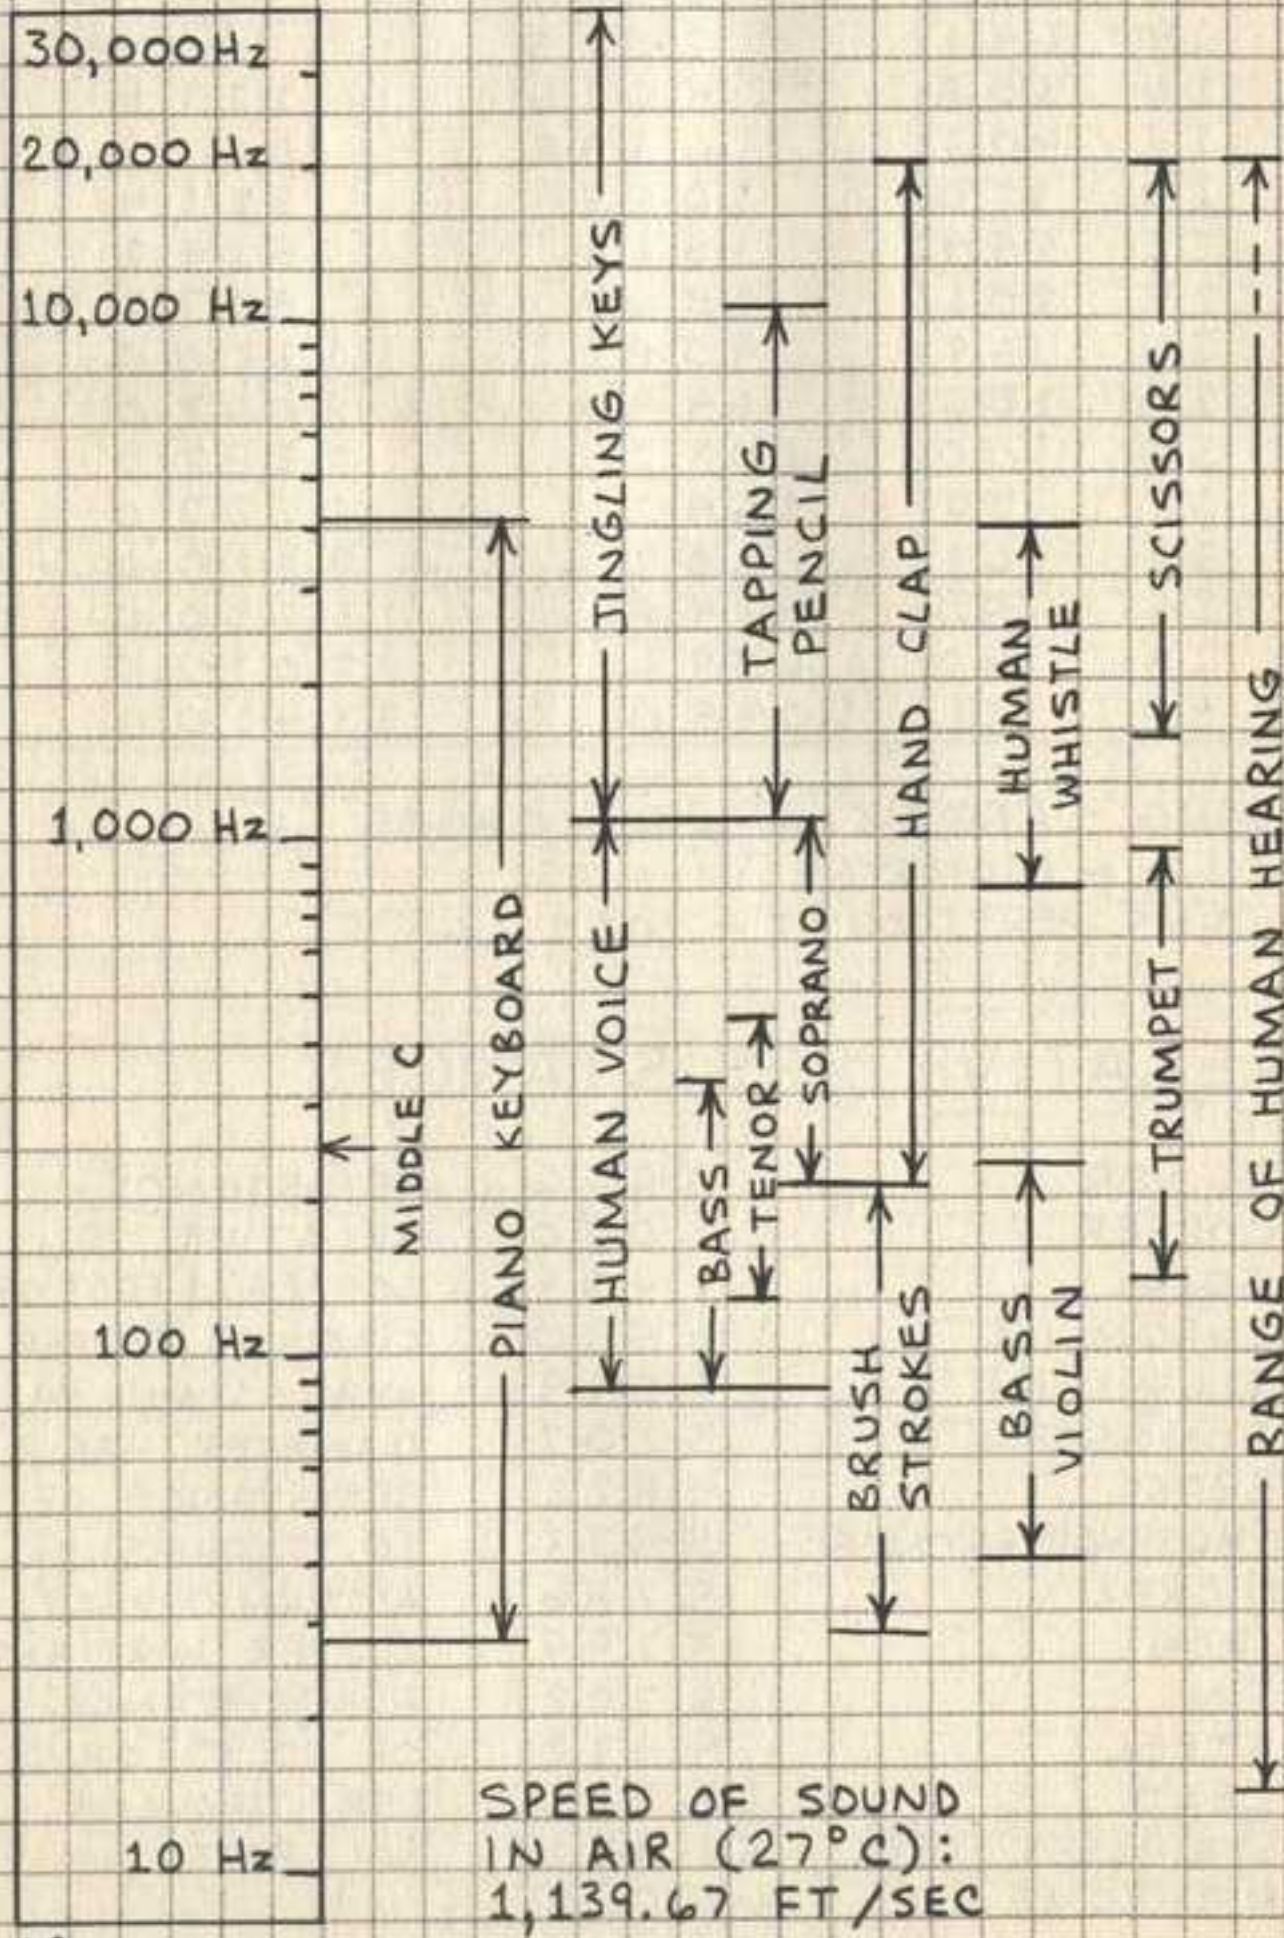 30,000 Hz
20,000 Hz
10,000 Hz
1,000 Hz
100 Hz
10 Hz
MIDDLE C
PIANO KEYBOARD
JINGLING KEYS
HUMAN VOICE
BASS
TENOR
TAPPING
PENCIL
SOPRANO
HAND CLAP
BRUSH
STROKES
HUMAN
WHISTLE
BASS
VIOLIN
SCISSORS
TRUMPET
RANGE OF HUMAN HEARING
SPEED OF SOUND
IN AIR (27°C):
1,139.67 FT/SEC